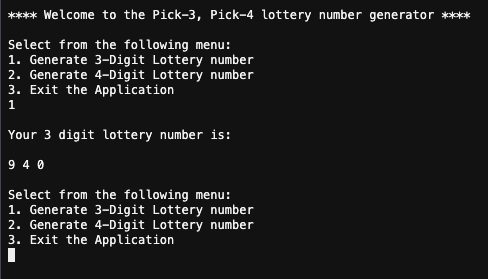 **** Welcome to the Pick-3, Pick-4 lottery number generator ****
Select from the following menu:
1. Generate 3-Digit Lottery number
2. Generate 4-Digit Lottery number
3. Exit the Application
1
Your 3 digit lottery number is:
9 4 0
Select from the following menu:
1. Generate 3-Digit Lottery number
2. Generate 4-Digit Lottery number
3. Exit the Application